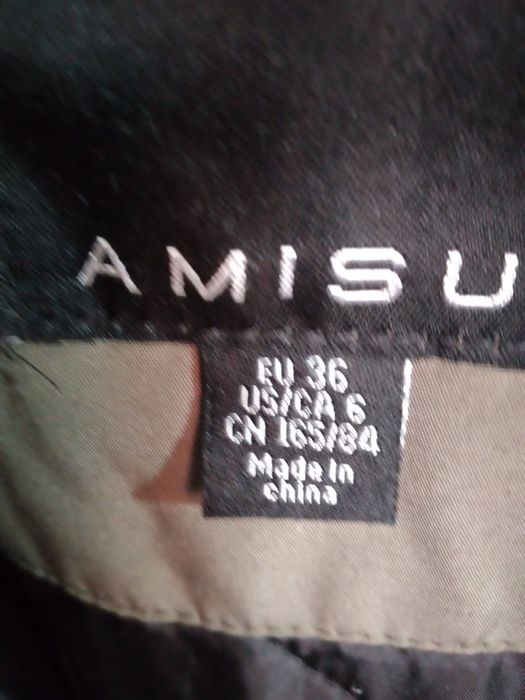 AMISU
EU 36
US/CA 6
CN 165/84
Made in
china